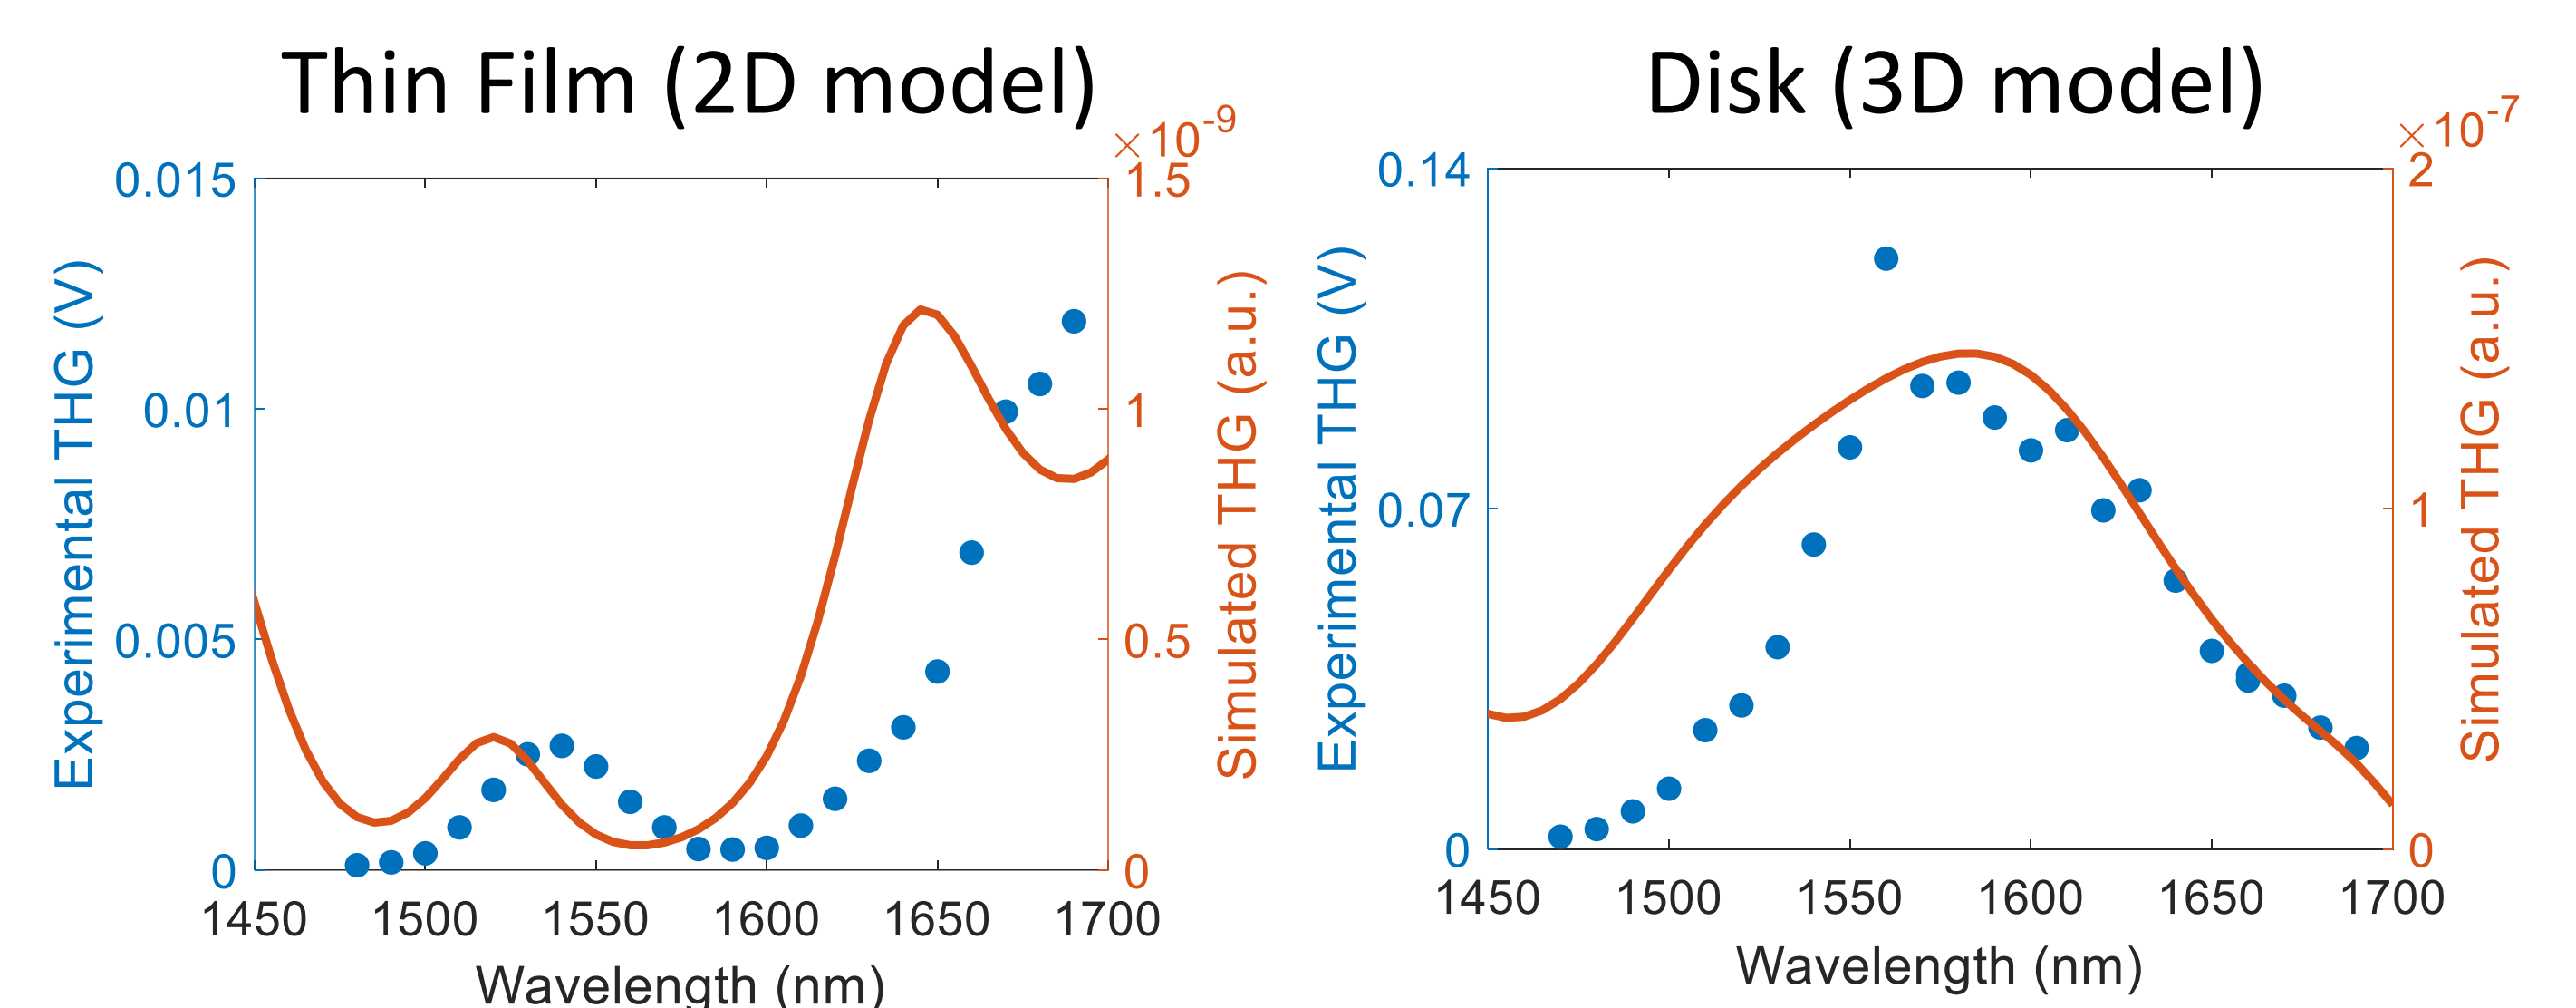 Thin Film (2D model)
×10-9
0.015
0.01
0.005
0
1.5
1
0.5
0
Experimental THG (V)
Simulated THG (a.u.)
1450 1500 1550 1600 1650 1700
Wavelength (nm)
Disk (3D model)
×10-7
0.14
0.07
0
2
1
0
Experimental THG (V)
Simulated THG (a.u.)
1450 1500 1550 1600 1650 1700
Wavelength (nm)